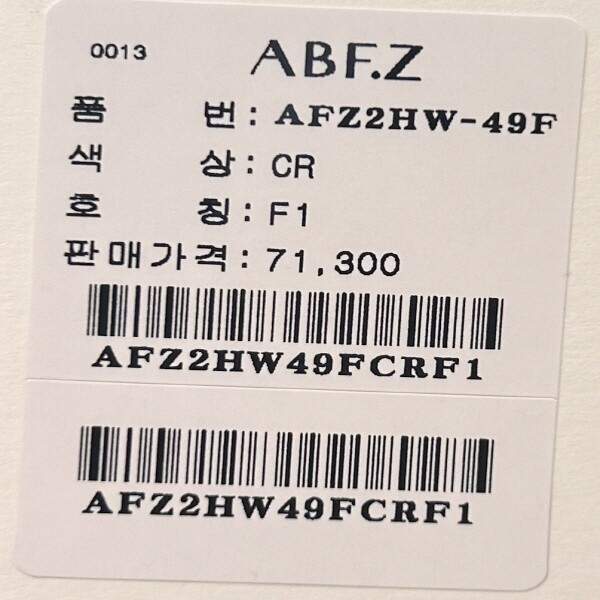 0013 ABF.Z
품 번 : AFZ2HW-49F
색 상 : CR
호 칭 : F1
판매가격 : 71,300
AFZ2HW49FCRF1
AFZ2HW49FCRF1